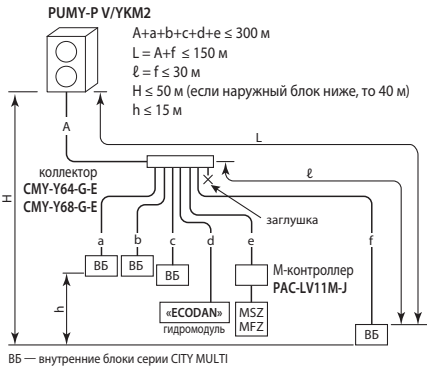 PUMY-P V/YKM2
A+a+b+c+d+e ≤ 300 м
L = A+f ≤ 150 м
ℓ = f ≤ 30 м
H ≤ 50 м (если наружный блок ниже, то 40 м)
h ≤ 15 м
A
L
H
коллектор
CMY-Y64-G-E
CMY-Y68-G-E
ℓ
заглушка
a
b
c
d
e
f
ВБ
ВБ
ВБ
М-контроллер
PAC-LV11M-J
h
«ECODAN»
гидромодуль
MSZ
MFZ
ВБ
ВБ — внутренние блоки серии CITY MULTI